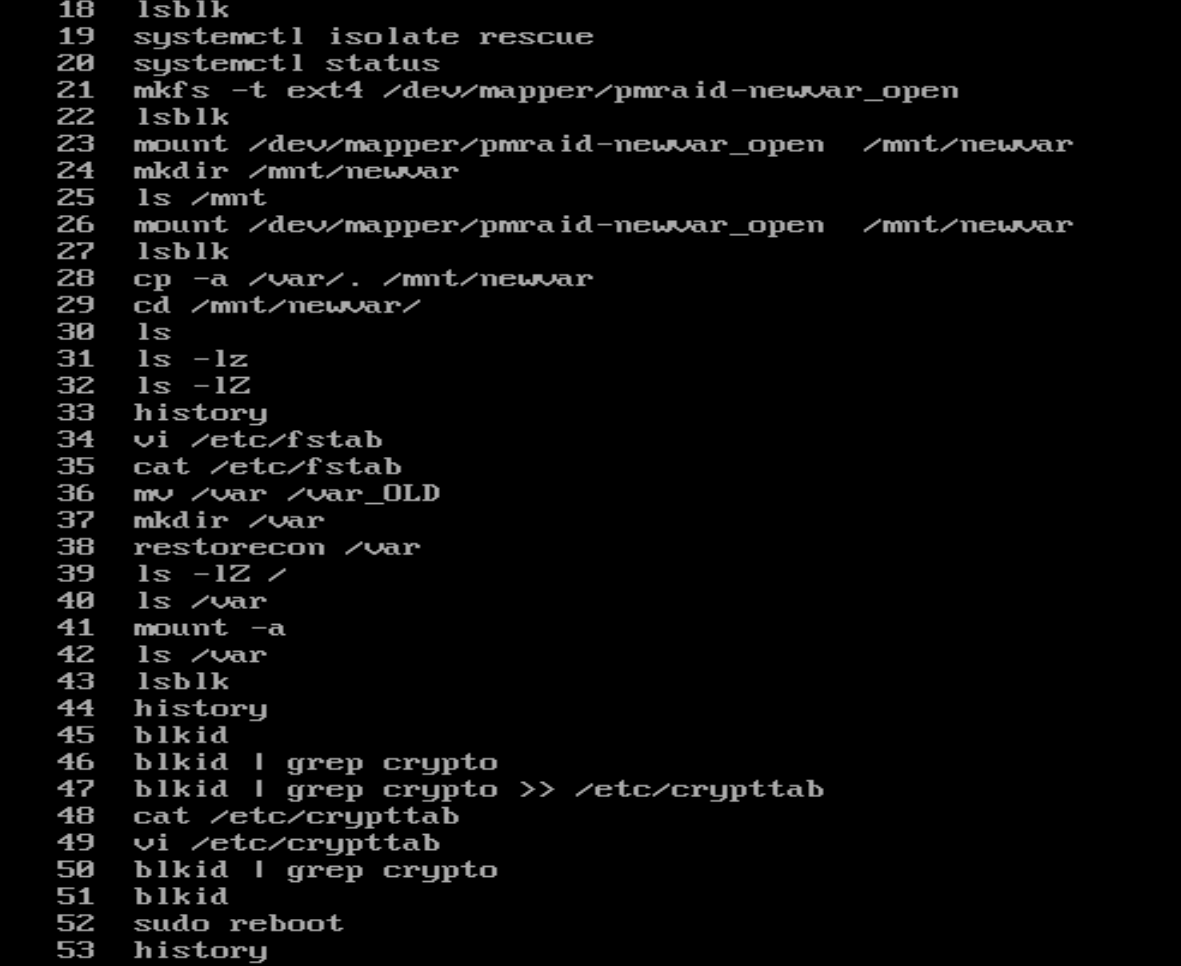 18 lsblk
19 systemctl isolate rescue
20 systemctl status
21 mkfs -t ext4 /dev/mapper/pmraid-newvar_open
22 lsblk
23 mount /dev/mapper/pmraid-newvar_open  /mnt/newvar
24 mkdir /mnt/newvar
25 ls /mnt
26 mount /dev/mapper/pmraid-newvar_open  /mnt/newvar
27 lsblk
28 cp -a /var/. /mnt/newvar
29 cd /mnt/newvar/
30 ls
31 ls -lz
32 ls -lZ
33 history
34 vi /etc/fstab
35 cat /etc/fstab
36 mv /var /var_OLD
37 mkdir /var
38 restorecon /var
39 ls -lZ /
40 ls /var
41 mount -a
42 ls /var
43 lsblk
44 history
45 blkid
46 blkid | grep crypto
47 blkid | grep crypto >> /etc/crypttab
48 cat /etc/crypttab
49 vi /etc/crypttab
50 blkid | grep crypto
51 blkid
52 sudo reboot
53 history